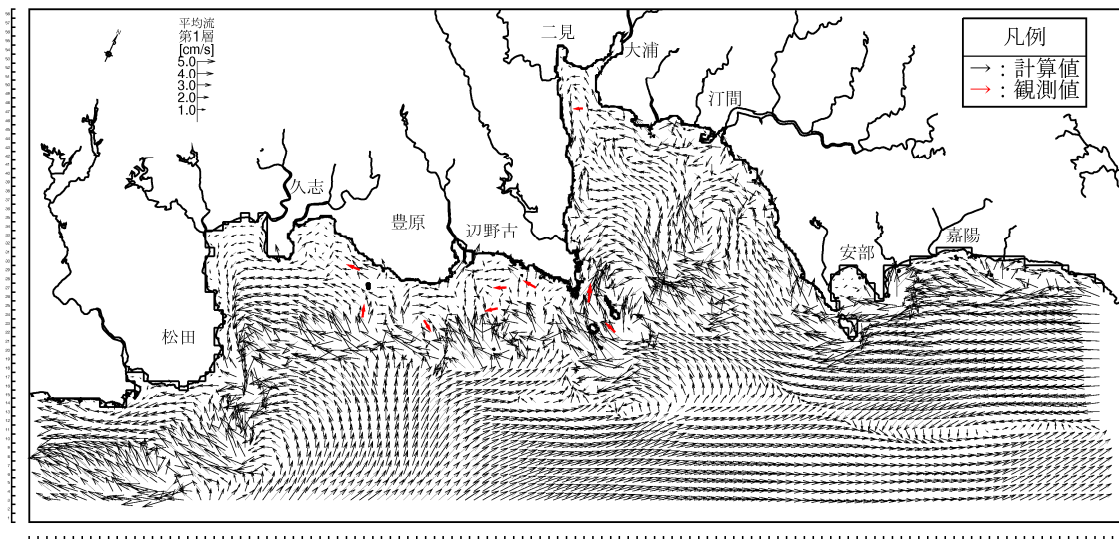 平均流
第1層
[cm/s]
5.0
4.0
3.0
2.0
1.0
二見
大浦
汀間
凡例
→ : 計算値
→ : 観測値
久志
豊原
辺野古
安部
嘉陽
松田